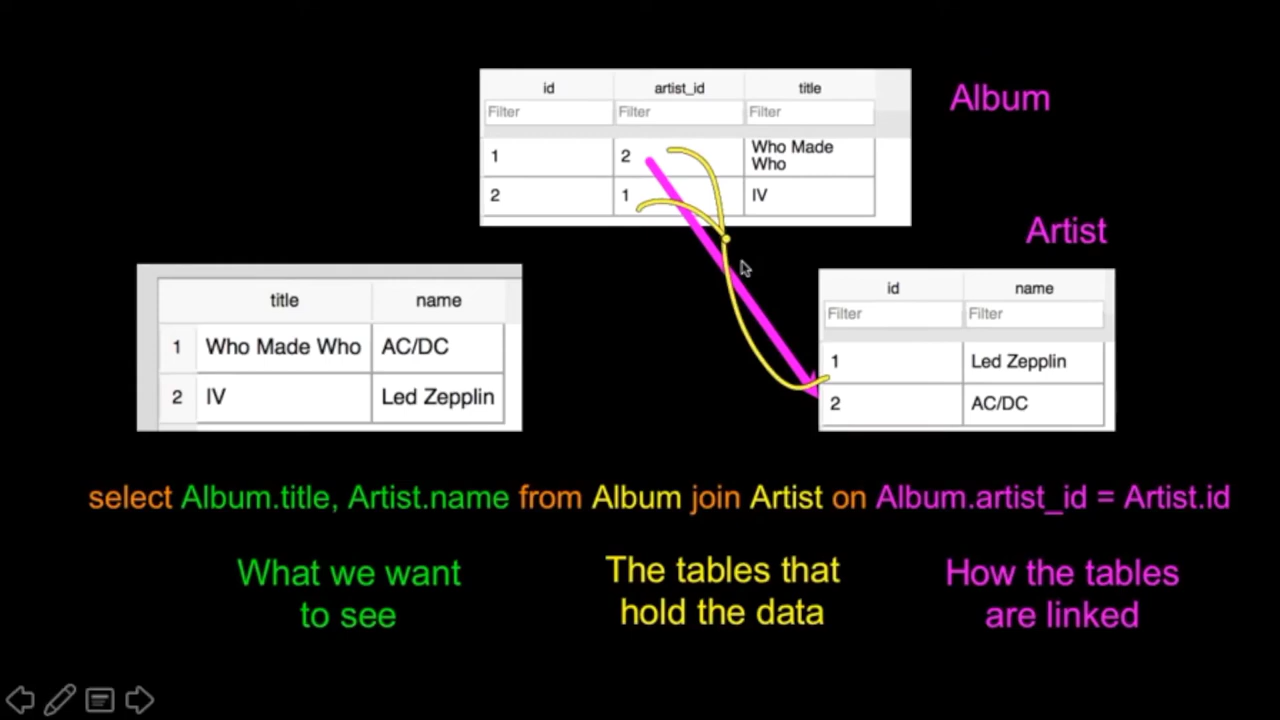 Album
id artist_id title
Filter Filter Filter
1 2 Who Made
Who
2 1 IV
Artist
id name
Filter Filter
1 Led Zepplin
2 AC/DC
title name
1 Who Made Who AC/DC
2 IV Led Zepplin
select Album.title, Artist.name from Album join Artist on Album.artist_id = Artist.id
What we want
to see
The tables that
hold the data
How the tables
are linked